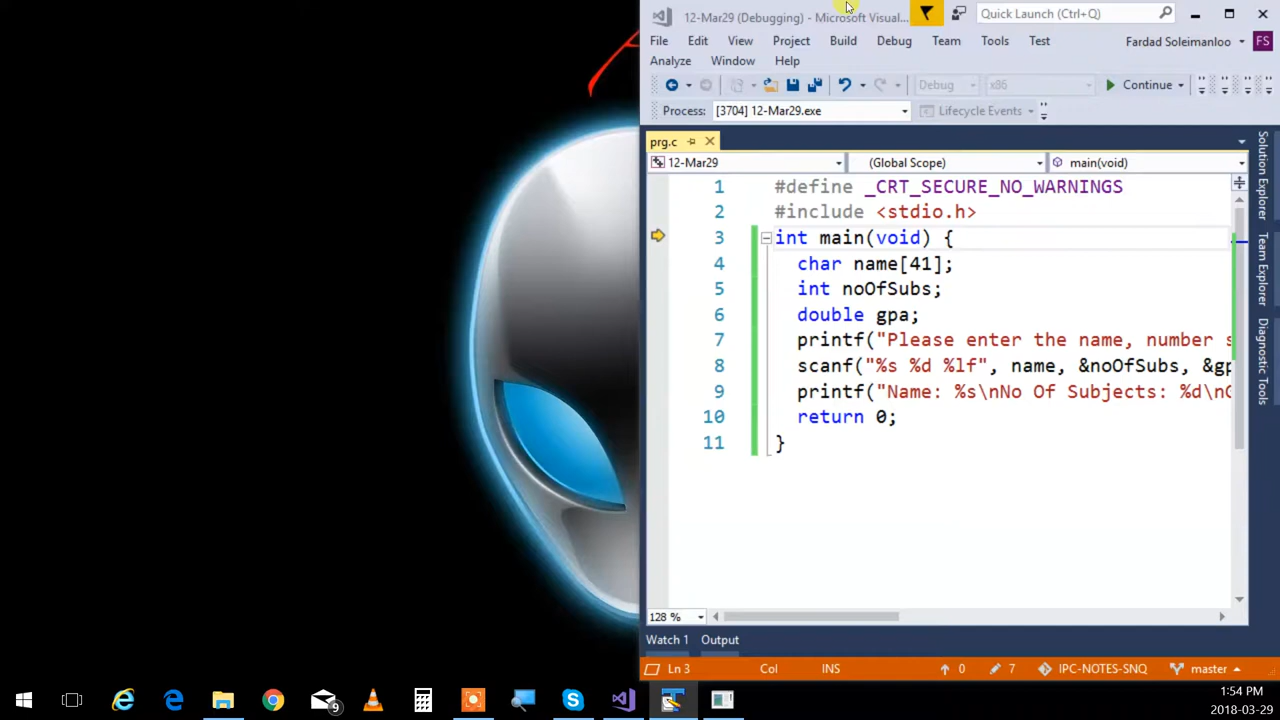 12-Mar29 (Debugging) - Microsoft Visual...
Quick Launch (Ctrl+Q)
File Edit View Project Build Debug Team Tools Test Fardad Soleimanloo FS
Analyze Window Help
Debug x86 Continue
Process: [3704] 12-Mar29.exe Lifecycle Events
prg.c
12-Mar29 (Global Scope) main(void)
1 #define _CRT_SECURE_NO_WARNINGS
2 #include <stdio.h>
3 int main(void) {
4 char name[41];
5 int noOfSubs;
6 double gpa;
7 printf("Please enter the name, number s
8 scanf("%s %d %lf", name, &noOfSubs, &gp
9 printf("Name: %s\nNo Of Subjects: %d\n
10 return 0;
11 }
128 %
Watch 1 Output
Ln 3 Col INS 0 7 IPC-NOTES-SNQ master
Solution Explorer
Team Explorer
Diagnostic Tools
9
1:54 PM
2018-03-29